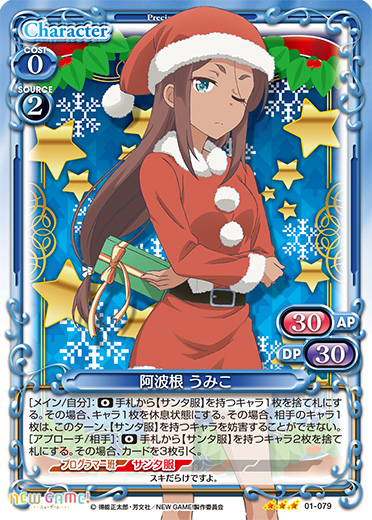 Preci
Character
COST
0
SOURCE
2
30 AP
DP 30
阿波根 うみこ
[メイン/自分]: 手札から【サンタ服】を持つキャラ1枚を捨て札にする。その場合、キャラ1枚を休息状態にする。その場合、相手のキャラ1枚は、このターン、【サンタ服】を持つキャラを妨害することができない。
[アプローチ/相手]: 手札から【サンタ服】を持つキャラ2枚を捨て札にする。その場合、カードを3枚引く。
プログラマー班 サンタ服
スキだらけですよ。
NEW GAME!
© 得能正太郎・芳文社／NEW GAME!製作委員会
01-079